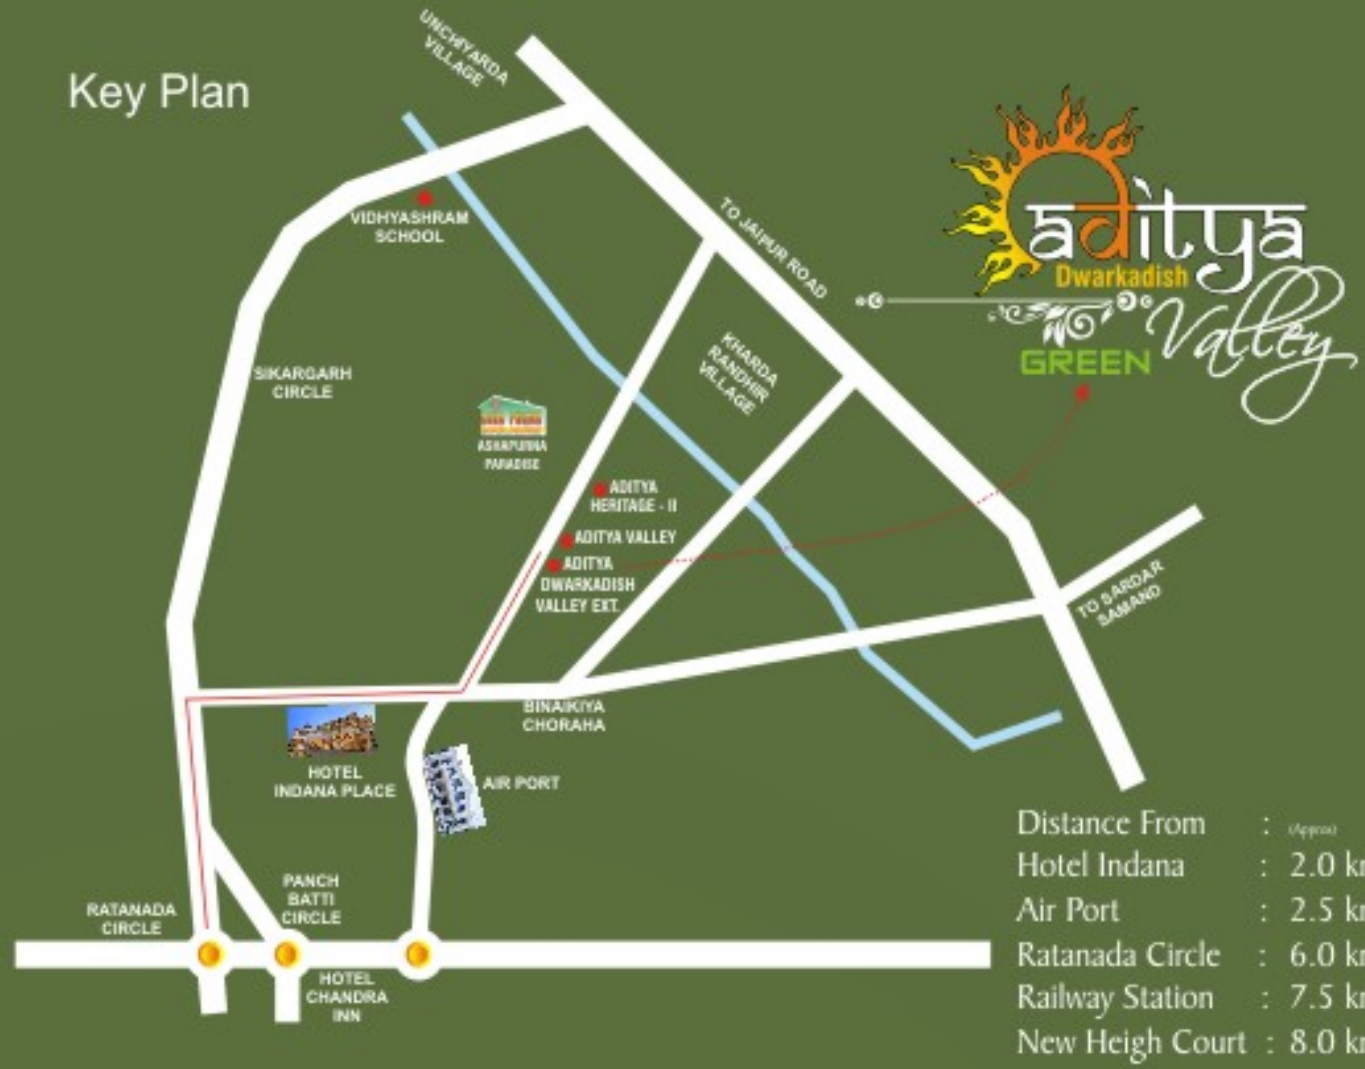 Key Plan
UNCHIYARDA
VILLAGE
VIDHYASHRAM
SCHOOL
TO JAIPUR ROAD
aditya
Dwarkadish
GREEN Valley
SIKARGARH
CIRCLE
KHARDA
RANDHIR
VILLAGE
ASHAPURNA
PARADISE
ADITYA
HERITAGE - II
ADITYA VALLEY
ADITYA
DWARKADISH
VALLEY EXT.
TO SARDAR
SAMAND
BINAIKIYA
CHORAHA
HOTEL
INDANA PLACE
AIR PORT
PANCH
BATTI
CIRCLE
RATANADA
CIRCLE
HOTEL
CHANDRA
INN
Distance From : (Approx)
Hotel Indana : 2.0 k
Air Port : 2.5 k
Ratanada Circle : 6.0 k
Railway Station : 7.5 k
New Heigh Court : 8.0 k